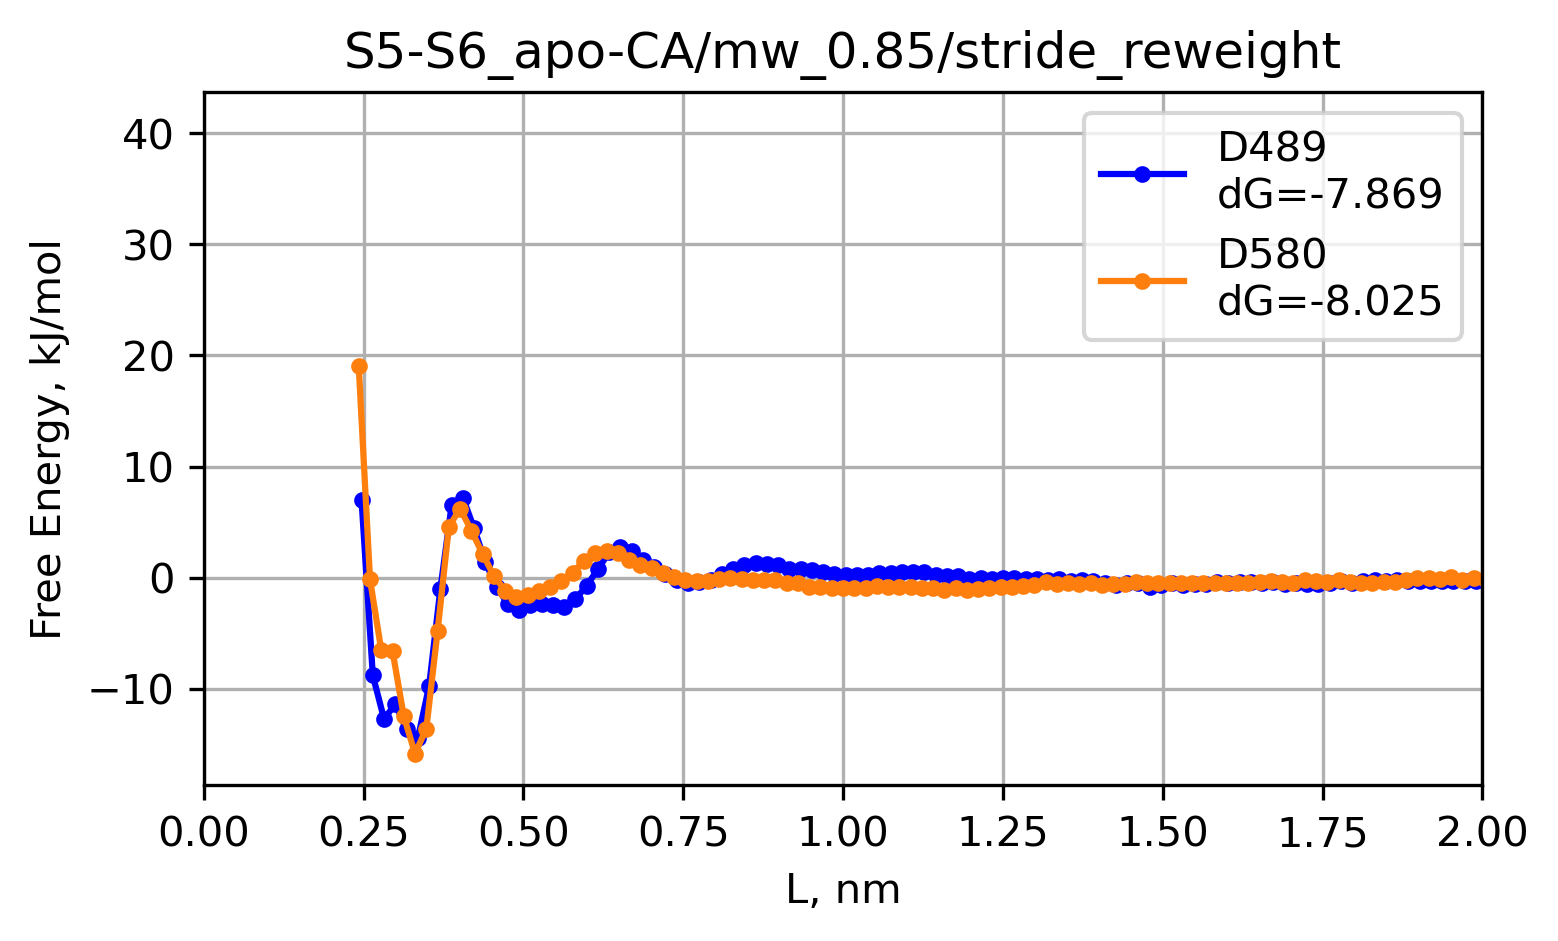 S5-S6_apo-CA/mw_0.85/stride_reweight
D489
dG=-7.869
D580
dG=-8.025
Free Energy, kJ/mol
40
30
20
10
0
−10
0.00 0.25 0.50 0.75 1.00 1.25 1.50 1.75 2.00
L, nm